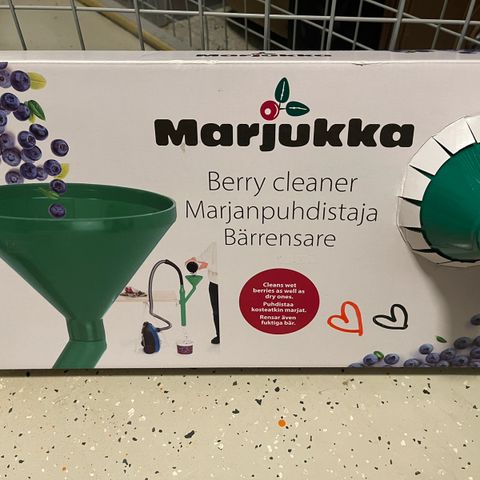 Marjukka
Marjukka
Berry cleaner
Marjanpuhdistaja
Bärrensare
Cleans wet
berries as well as
dry ones.
Puhdistaa
kosteatkin marjat.
Rensar även
fuktiga bär.